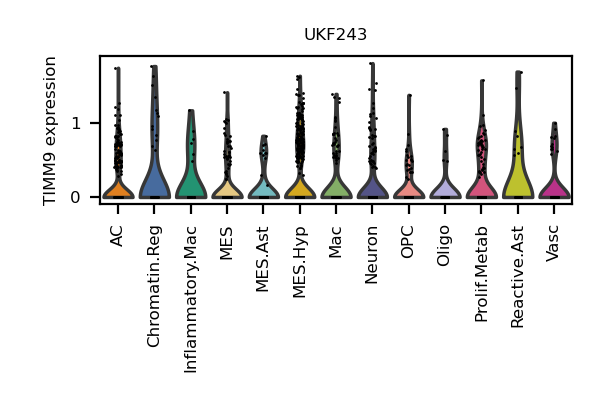 UKF243
TIMM9 expression
1
0
AC
Chromatin.Reg
Inflammatory.Mac
MES
MES.Ast
MES.Hyp
Mac
Neuron
OPC
Oligo
Prolif.Metab
Reactive.Ast
Vasc